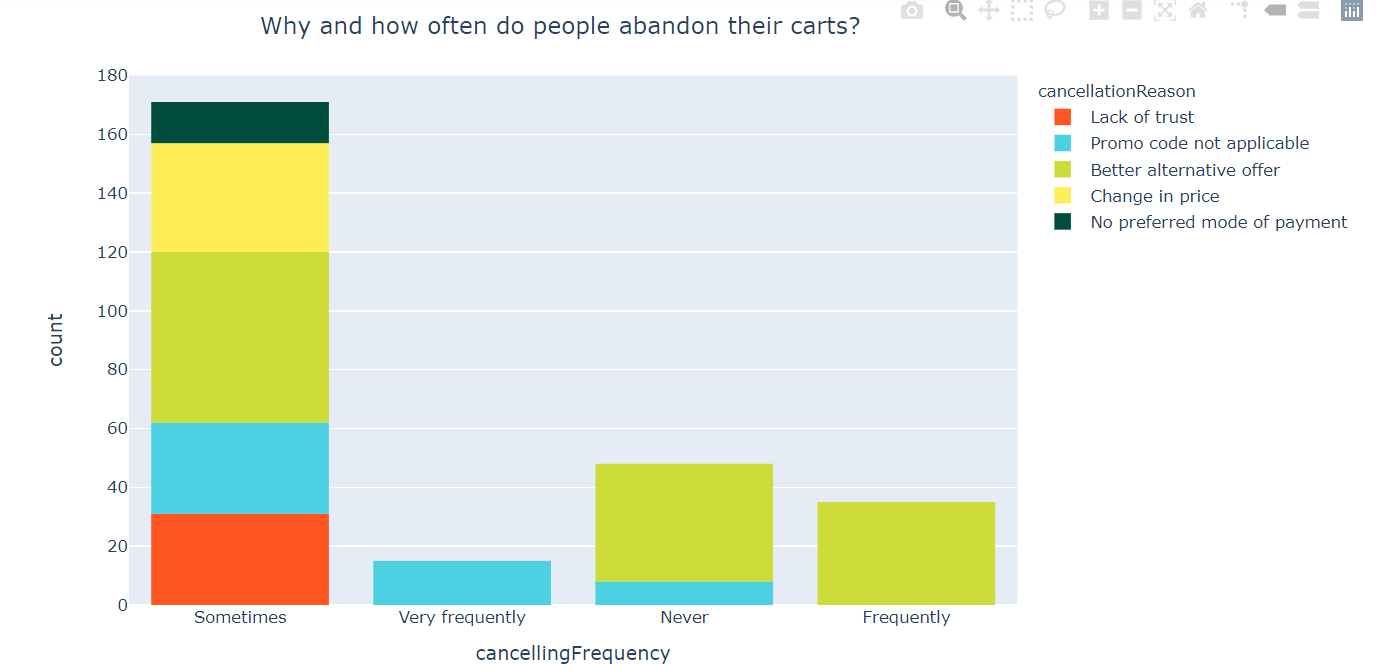 Why and how often do people abandon their carts?
180
160
140
120
100
80
60
40
20
0
count
Sometimes
Very frequently
Never
Frequently
cancellingFrequency
cancellationReason
Lack of trust
Promo code not applicable
Better alternative offer
Change in price
No preferred mode of payment